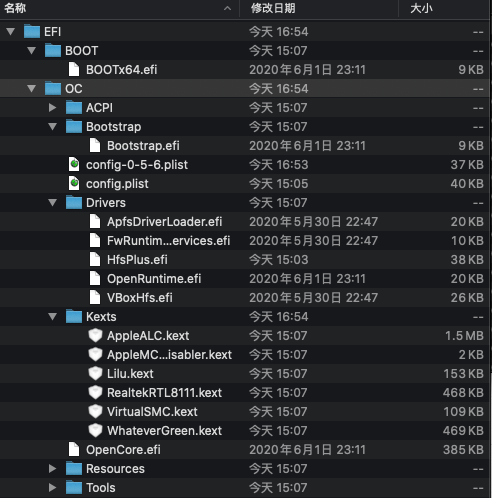 名称 修改日期 大小
EFI 今天 16:54 --
BOOT 今天 15:07 --
BOOTx64.efi 2020年6月1日 23:11 9 KB
OC 今天 16:54 --
ACPI 今天 15:07 --
Bootstrap 今天 15:07 --
Bootstrap.efi 2020年6月1日 23:11 9 KB
config-0-5-6.plist 今天 16:53 37 KB
config.plist 今天 15:05 40 KB
Drivers 今天 15:07 --
ApfsDriverLoader.efi 2020年5月30日 22:47 20 KB
FwRuntim...ervices.efi 2020年5月30日 22:47 10 KB
HfsPlus.efi 今天 15:03 38 KB
OpenRuntime.efi 2020年6月1日 23:11 20 KB
VBoxHfs.efi 2020年5月30日 22:47 26 KB
Kexts 今天 16:54 --
AppleALC.kext 今天 15:07 1.5 MB
AppleMC...isabler.kext 今天 15:07 2 KB
Lilu.kext 今天 15:07 153 KB
RealtekRTL8111.kext 今天 15:07 468 KB
VirtualSMC.kext 今天 15:07 109 KB
WhateverGreen.kext 今天 15:07 469 KB
OpenCore.efi 2020年6月1日 23:11 385 KB
Resources 今天 15:07 --
Tools 今天 15:07 --